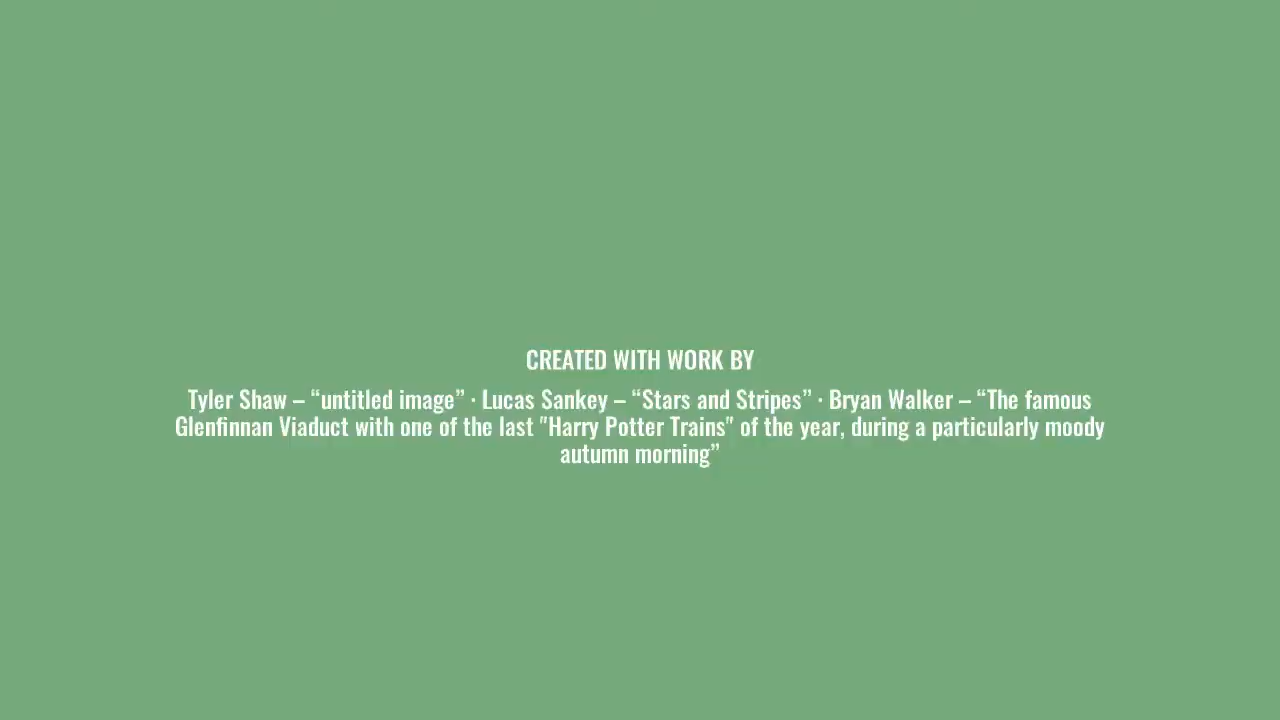 CREATED WITH WORK BY
Tyler Shaw – “untitled image” · Lucas Sankey – “Stars and Stripes” · Bryan Walker – “The famous
Glenfinnan Viaduct with one of the last "Harry Potter Trains" of the year, during a particularly moody
autumn morning”